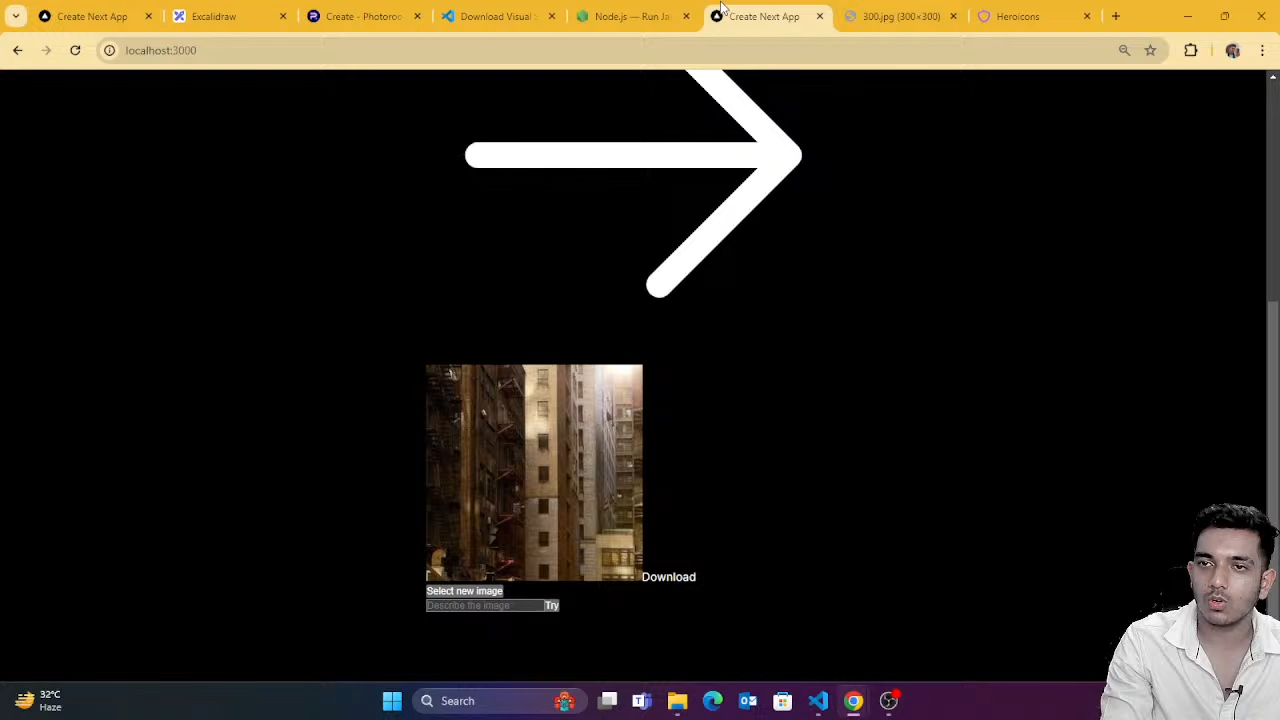 Create Next App
Excalidraw
Create - Photoroo
Download Visual S
Node.js — Run Ja
Create Next App
300.jpg (300×300)
Heroicons
localhost:3000
Download
Select new image
Describe the image
Try
32°C
Haze
Search